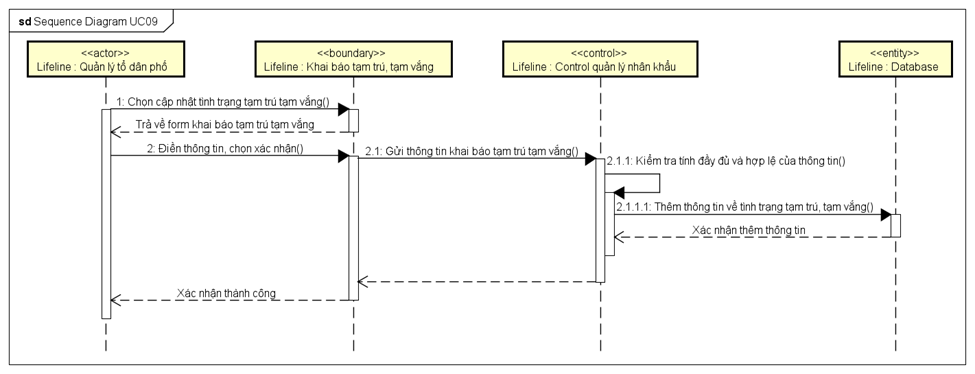 sd Sequence Diagram UC09
<<actor>>
Lifeline : Quản lý tổ dân phố
<<boundary>>
Lifeline : Khai báo tạm trú, tạm vắng
<<control>>
Lifeline : Control quản lý nhân khẩu
<<entity>>
Lifeline : Database
1: Chọn cập nhật tình trạng tạm trú tạm vắng()
Trả về form khai báo tạm trú tạm vắng
2: Điền thông tin, chọn xác nhận()
2.1: Gửi thông tin khai báo tạm trú tạm vắng()
2.1.1: Kiểm tra tính đầy đủ và hợp lệ của thông tin()
2.1.1.1: Thêm thông tin về tình trạng tạm trú, tạm vắng()
Xác nhận thêm thông tin
Xác nhận thành công